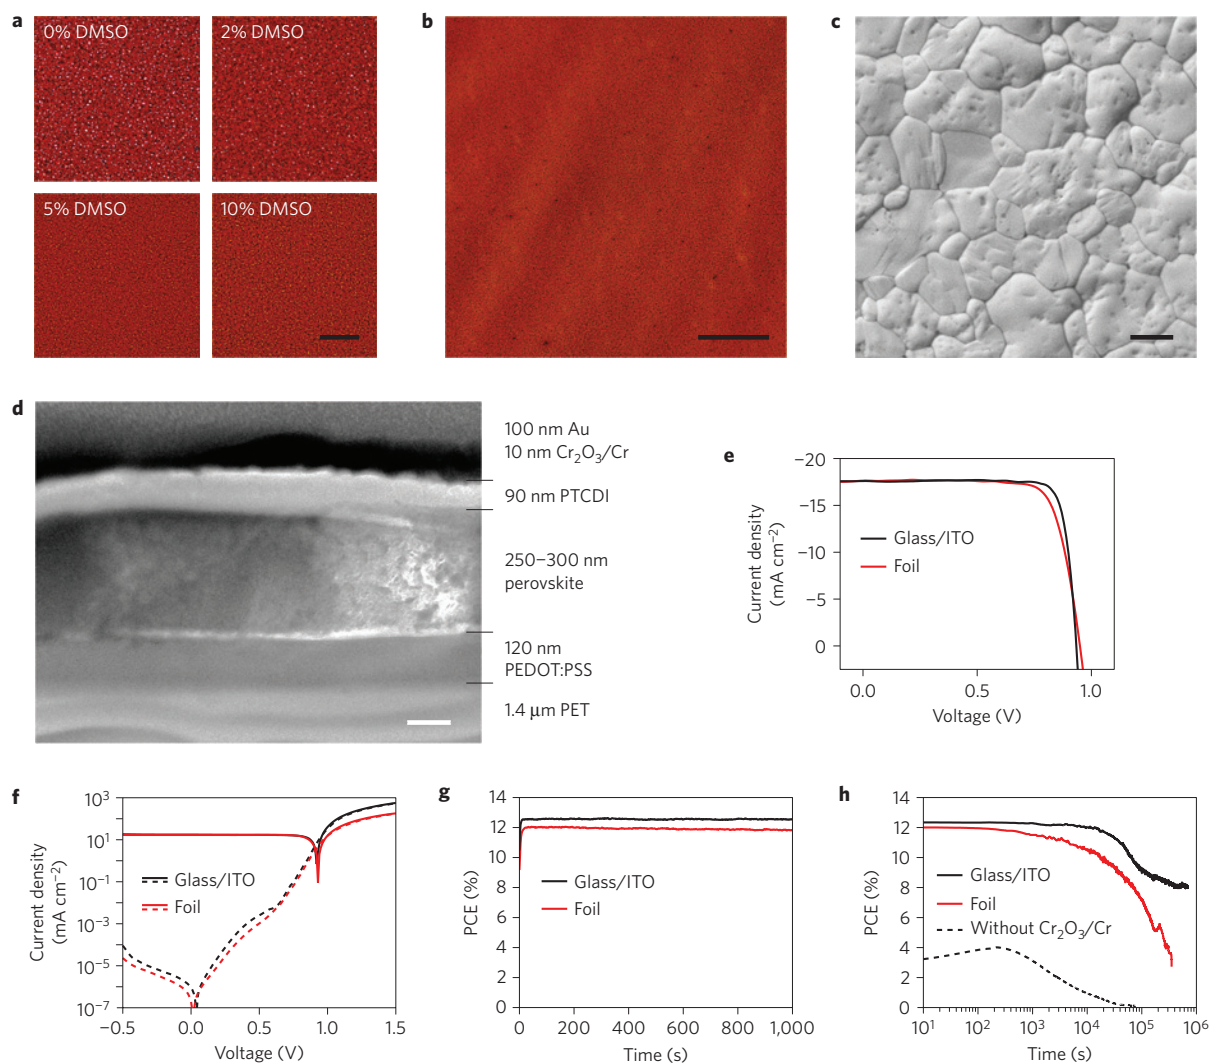 a
0% DMSO
2% DMSO
5% DMSO
10% DMSO
b
c
d
100 nm Au
10 nm Cr₂O₃/Cr
90 nm PTCDI
250–300 nm
perovskite
120 nm
PEDOT:PSS
1.4 μm PET
e
−20
−15
−10
−5
0
0.0
0.5
1.0
Current density
(mA cm⁻²)
Voltage (V)
Glass/ITO
Foil
f
10³
10¹
10⁻¹
10⁻³
10⁻⁵
10⁻⁷
−0.5
0.0
0.5
1.0
1.5
Current density
(mA cm⁻²)
Voltage (V)
Glass/ITO
Foil
g
14
12
10
8
6
4
2
0
0
200
400
600
800
1,000
PCE (%)
Time (s)
Glass/ITO
Foil
h
14
12
10
8
6
4
2
0
10¹
10²
10³
10⁴
10⁵
10⁶
PCE (%)
Time (s)
Glass/ITO
Foil
Without Cr₂O₃/Cr